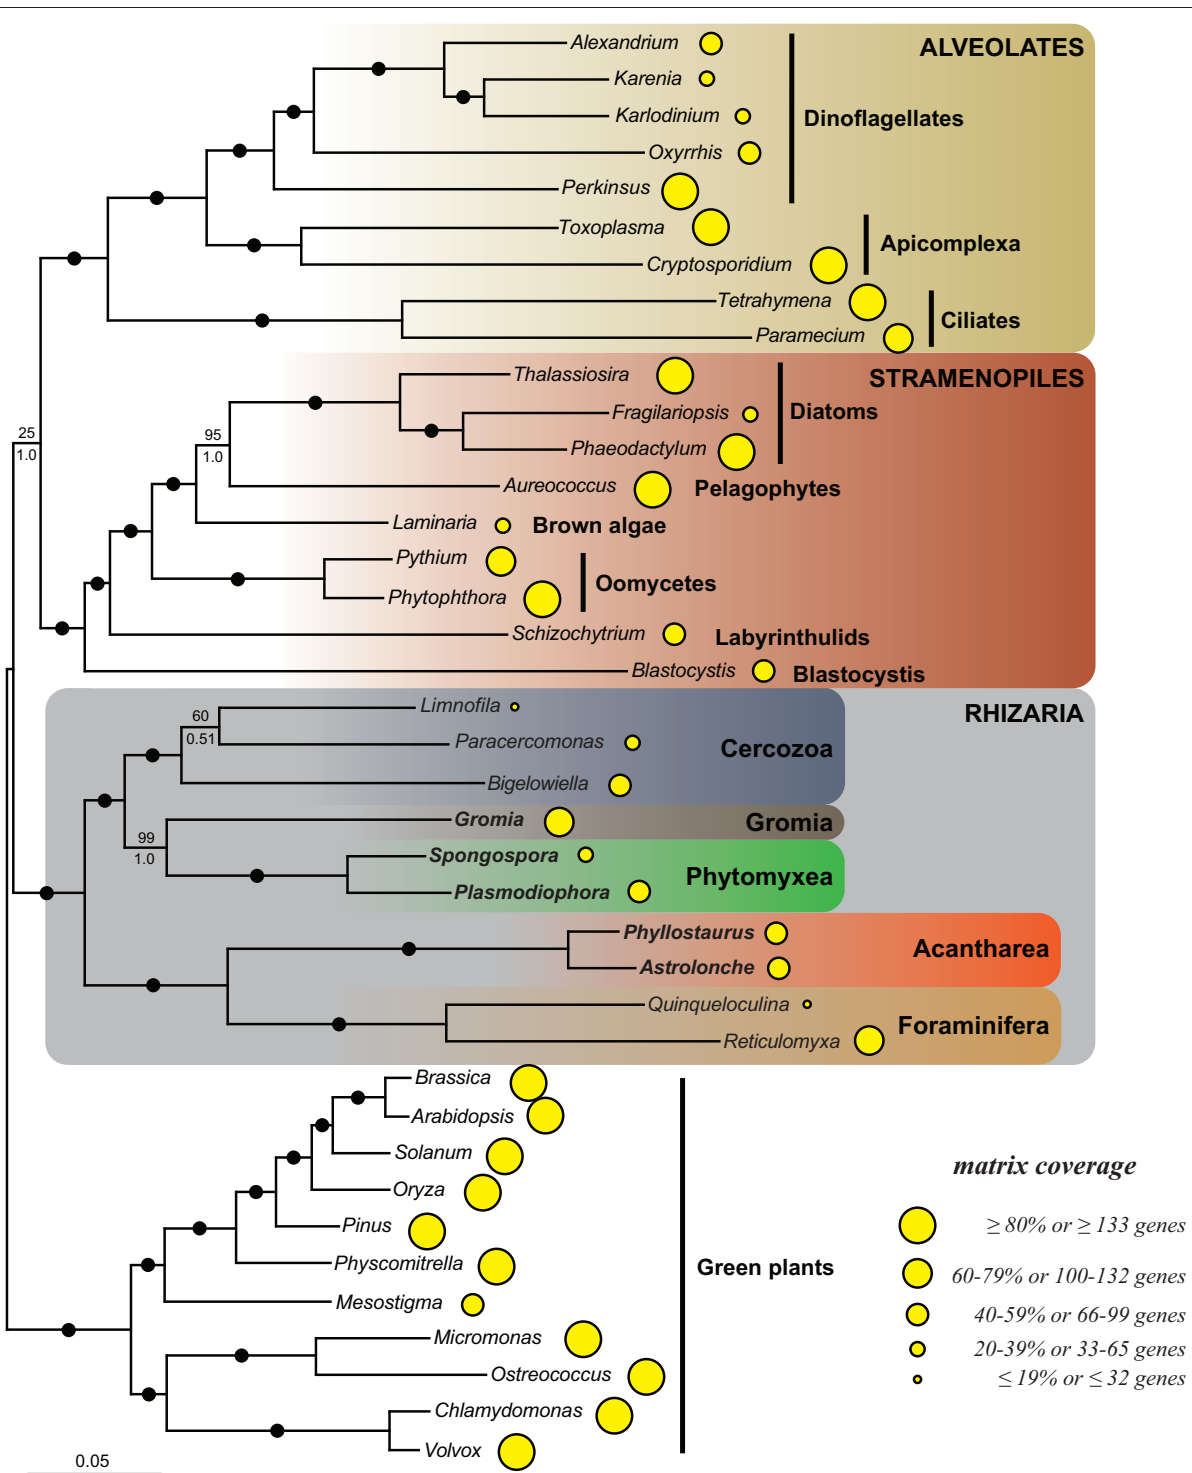 ALVEOLATES
Alexandrium
Karenia
Karlodinium
Dinoflagellates
Oxyrrhis
Perkinsus
Toxoplasma
Apicomplexa
Cryptosporidium
Tetrahymena
Ciliates
Paramecium
STRAMENOPILES
Thalassiosira
Fragilariopsis
Diatoms
25
1.0
95
1.0
Phaeodactylum
Aureococcus
Pelagophytes
Laminaria
Brown algae
Pythium
Oomycetes
Phytophthora
Schizochytrium
Labyrinthulids
Blastocystis
Blastocystis
RHIZARIA
Limnofila
60
0.51
Paracercomonas
Cercozoa
Bigelowiella
Gromia
Gromia
99
1.0
Spongospora
Phytomyxea
Plasmodiophora
Phyllostaurus
Acantharea
Astrolonche
Quinqueloculina
Foraminifera
Reticulomyxa
Brassica
Arabidopsis
Solanum
Oryza
Pinus
Physcomitrella
Green plants
Mesostigma
Micromonas
Ostreococcus
Chlamydomonas
Volvox
matrix coverage
≥ 80% or ≥ 133 genes
60-79% or 100-132 genes
40-59% or 66-99 genes
20-39% or 33-65 genes
≤ 19% or ≤ 32 genes
0.05